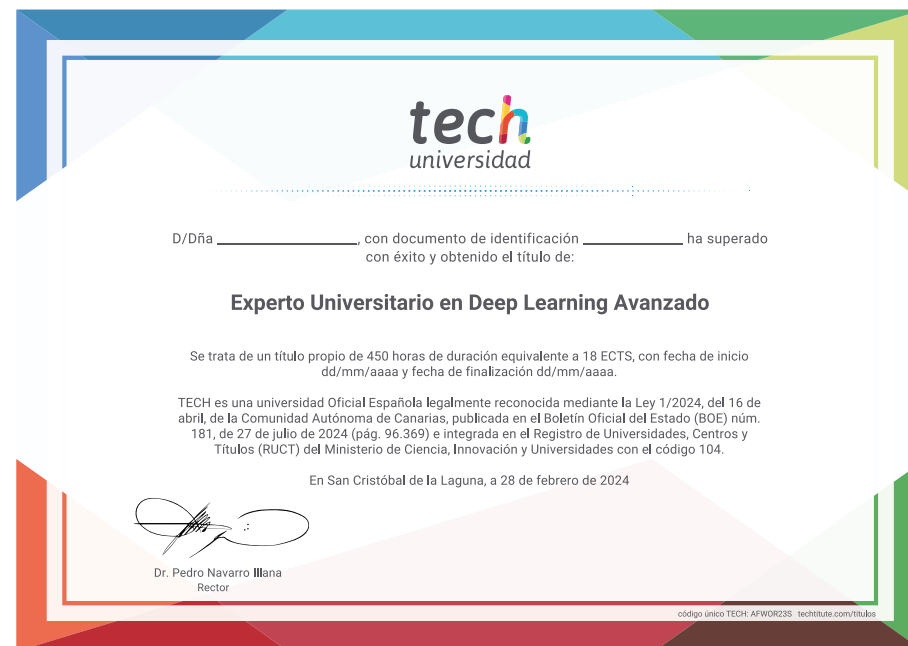 tech
universidad
D/Dña ____________, con documento de identificación ____________ ha superado
con éxito y obtenido el título de:
Experto Universitario en Deep Learning Avanzado
Se trata de un título propio de 450 horas de duración equivalente a 18 ECTS, con fecha de inicio
dd/mm/aaaa y fecha de finalización dd/mm/aaaa.
TECH es una universidad Oficial Española legalmente reconocida mediante la Ley 1/2024, del 16 de
abril, de la Comunidad Autónoma de Canarias, publicada en el Boletín Oficial del Estado (BOE) núm.
181, de 27 de julio de 2024 (pág. 96.369) e integrada en el Registro de Universidades, Centros y
Títulos (RUCT) del Ministerio de Ciencia, Innovación y Universidades con el código 104.
En San Cristóbal de la Laguna, a 28 de febrero de 2024
Dr. Pedro Navarro Illana
Rector
código único TECH: AFWOR23S techtitute.com/titulos